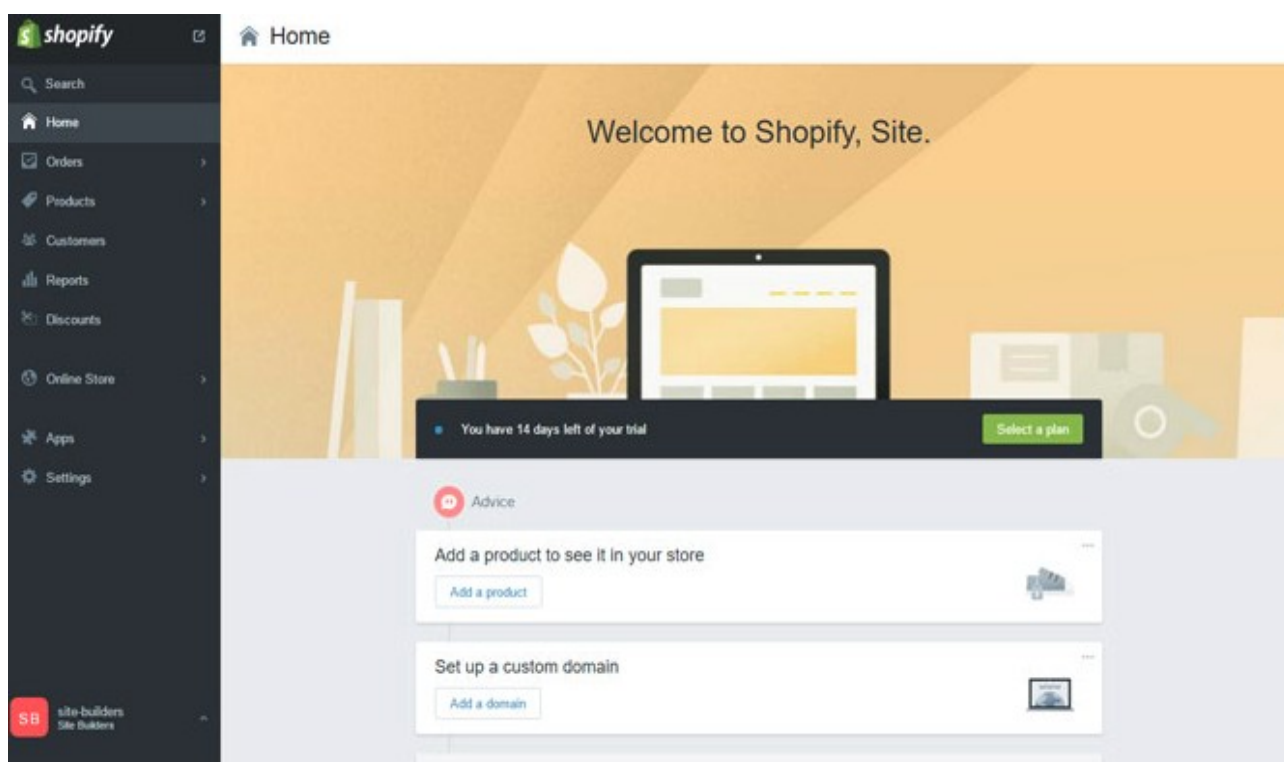 shopify
Home
Search
Home
Orders
Products
Customers
Reports
Discounts
Online Store
Apps
Settings
SB
site-builders
Site Builders
Welcome to Shopify, Site.
You have 14 days left of your trial
Select a plan
Advice
Add a product to see it in your store
Add a product
Set up a custom domain
Add a domain